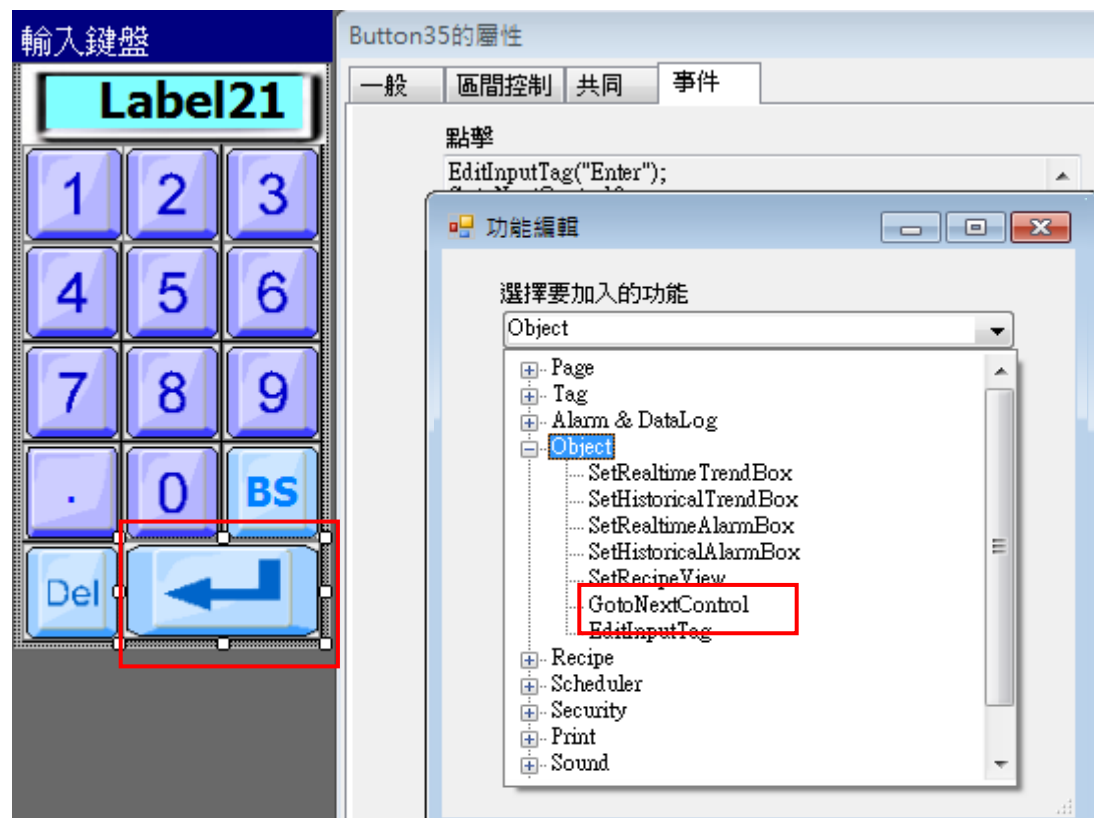 輸入鍵盤
Label21
1 2 3
4 5 6
7 8 9
. 0 BS
Del
Button35的屬性
一般 區間控制 共同 事件
點擊
EditInputTag("Enter");
功能編輯
選擇要加入的功能
Object
Page
Tag
Alarm & DataLog
Object
SetRealtimeTrendBox
SetHistoricalTrendBox
SetRealtimeAlarmBox
SetHistoricalAlarmBox
SetRecipeView
GotoNextControl
EditInputTag
Recipe
Scheduler
Security
Print
Sound